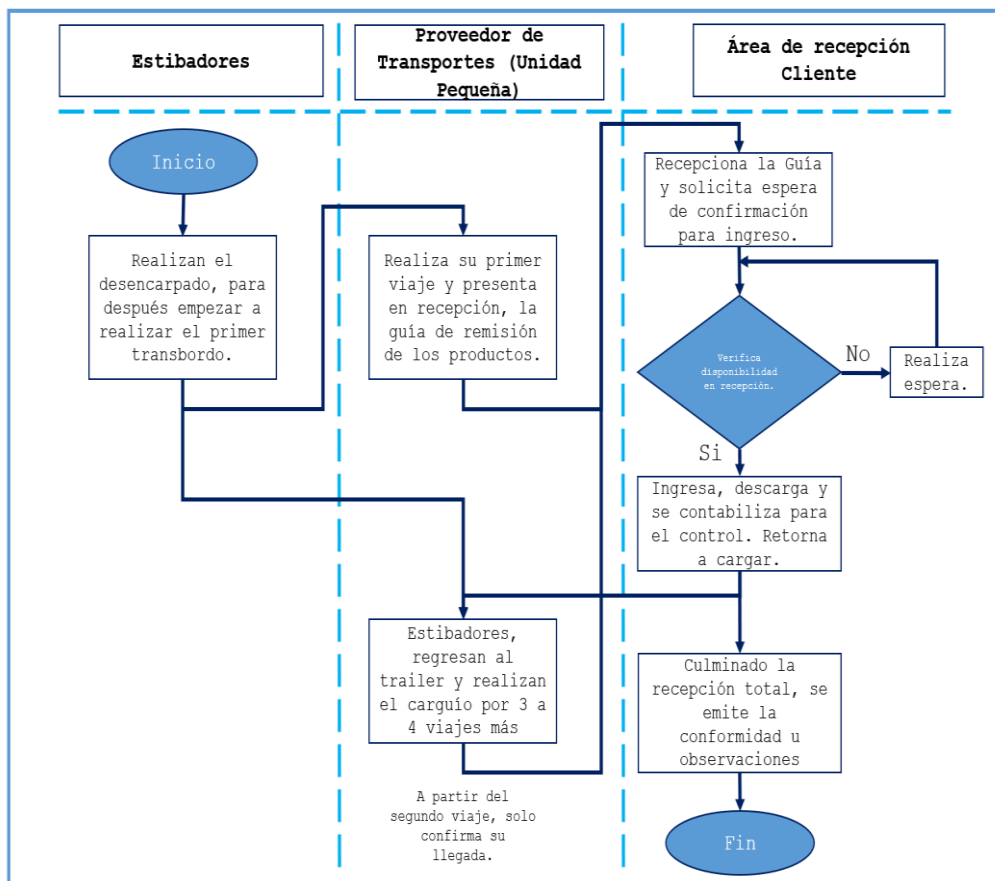 Estibadores
Proveedor de
Transportes (Unidad
Pequeña)
Área de recepción
Cliente
Inicio
Realizan el
desencarpado, para
después empezar a
realizar el primer
transbordo.
Realiza su primer
viaje y presenta
en recepción, la
guía de remisión
de los productos.
Recepciona la Guía
y solicita espera
de confirmación
para ingreso.
Verifica
disponibilidad
en recepción.
No
Realiza
espera.
Si
Ingresa, descarga y
se contabiliza para
el control. Retorna
a cargar.
Estibadores,
regresan al
trailer y realizan
el carguío por 3 a
4 viajes más
A partir del
segundo viaje, solo
confirma su
llegada.
Culminado la
recepción total, se
emite la
conformidad u
observaciones
Fin